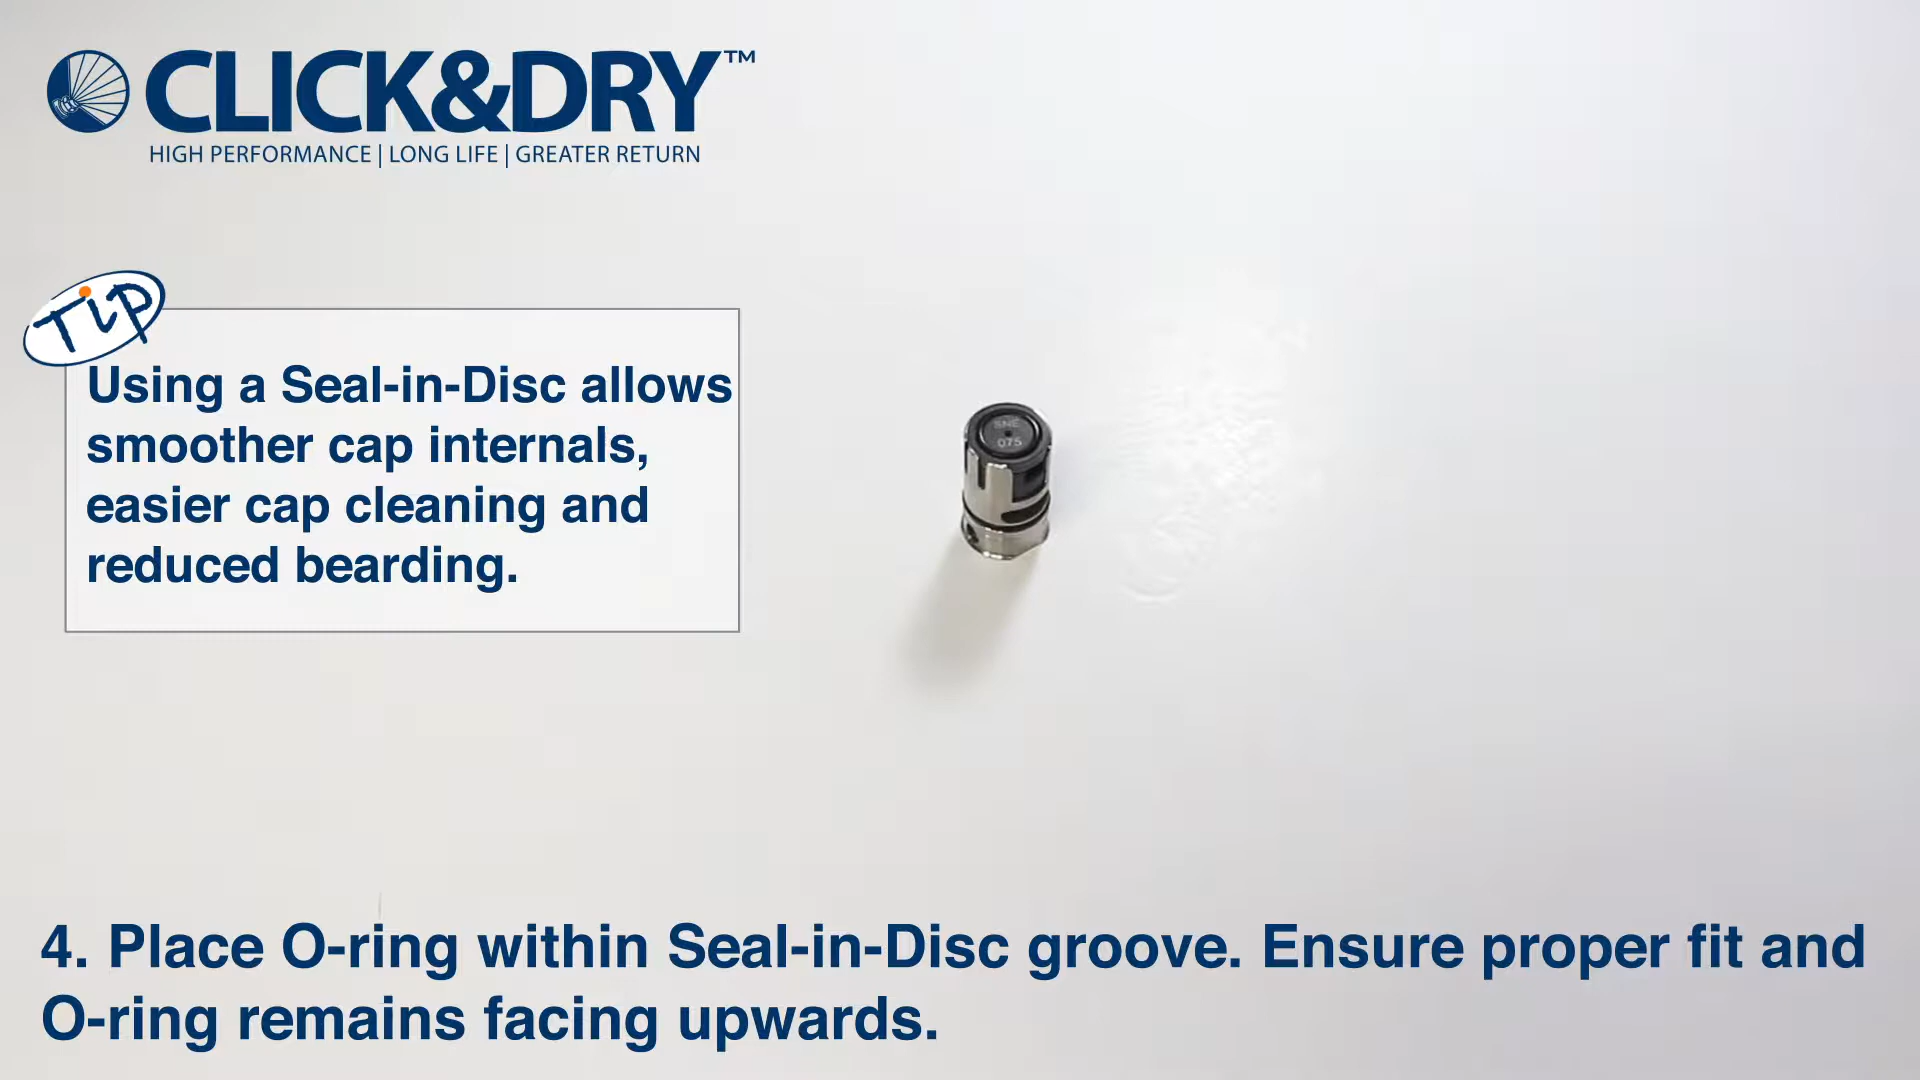 CLICK&DRY™
HIGH PERFORMANCE | LONG LIFE | GREATER RETURN
Tip
Using a Seal-in-Disc allows
smoother cap internals,
easier cap cleaning and
reduced bearding.
SNE
075
4. Place O-ring within Seal-in-Disc groove. Ensure proper fit and
O-ring remains facing upwards.